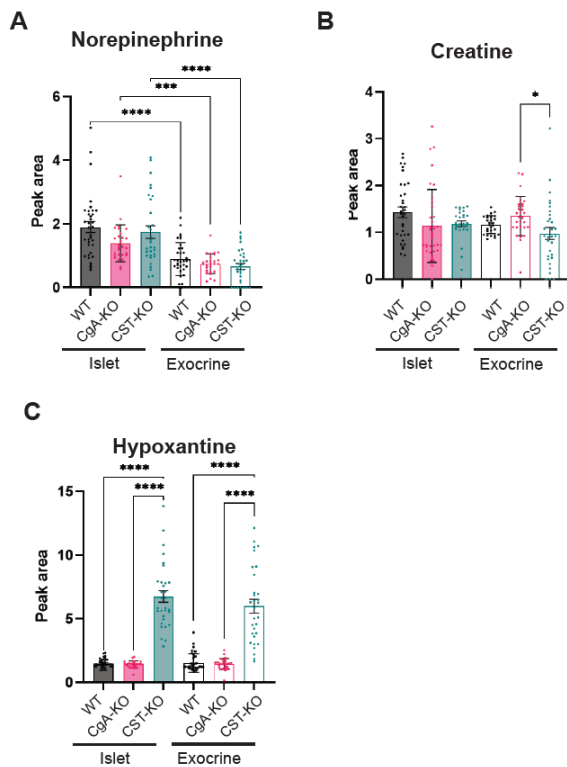 A
Norepinephrine
****
***
****
Peak area
6
4
2
0
WT
CgA-KO
CST-KO
WT
CgA-KO
CST-KO
Islet
Exocrine
B
Creatine
*
Peak area
4
3
2
1
0
WT
CgA-KO
CST-KO
WT
CgA-KO
CST-KO
Islet
Exocrine
C
Hypoxantine
****
****
****
****
Peak area
15
10
5
0
WT
CgA-KO
CST-KO
WT
CgA-KO
CST-KO
Islet
Exocrine